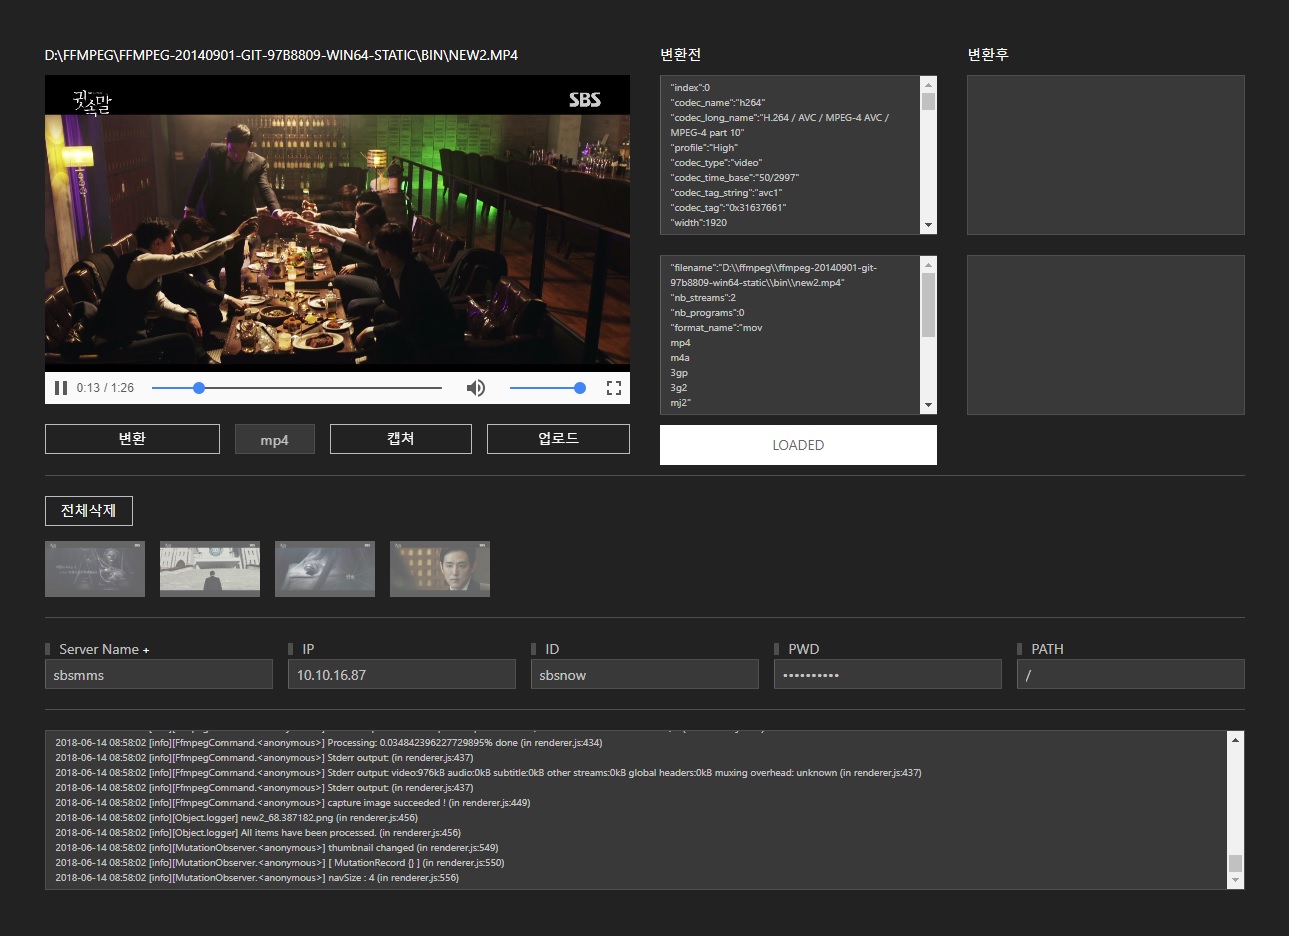 D:\FFMPEG\FFMPEG-20140901-GIT-97B8809-WIN64-STATIC\BIN\NEW2.MP4
귓속말
SBS
0:13 / 1:26
변환
mp4
캡쳐
업로드
변환전
"index":0
"codec_name":"h264"
"codec_long_name":"H.264 / AVC / MPEG-4 AVC /
MPEG-4 part 10"
"profile":"High"
"codec_type":"video"
"codec_time_base":"50/2997"
"codec_tag_string":"avc1"
"codec_tag":"0x31637661"
"width":1920
"filename":"D:\\ffmpeg\\ffmpeg-20140901-git-
97b8809-win64-static\\bin\\new2.mp4"
"nb_streams":2
"nb_programs":0
"format_name":"mov
mp4
m4a
3gp
3g2
mj2"
LOADED
변환후
전체삭제
Server Name +
sbsmms
IP
10.10.16.87
ID
sbsnow
PWD
••••••••••
PATH
/
2018-06-14 08:58:02 [info][FfmpegCommand.<anonymous>] Processing: 0.034842396227729895% done (in renderer.js:434)
2018-06-14 08:58:02 [info][FfmpegCommand.<anonymous>] Stderr output: (in renderer.js:437)
2018-06-14 08:58:02 [info][FfmpegCommand.<anonymous>] Stderr output: video:976kB audio:0kB subtitle:0kB other streams:0kB global headers:0kB muxing overhead: unknown (in renderer.js:437)
2018-06-14 08:58:02 [info][FfmpegCommand.<anonymous>] Stderr output: (in renderer.js:437)
2018-06-14 08:58:02 [info][FfmpegCommand.<anonymous>] capture image succeeded ! (in renderer.js:449)
2018-06-14 08:58:02 [info][Object.logger] new2_68.387182.png (in renderer.js:456)
2018-06-14 08:58:02 [info][Object.logger] All items have been processed. (in renderer.js:456)
2018-06-14 08:58:02 [info][MutationObserver.<anonymous>] thumbnail changed (in renderer.js:549)
2018-06-14 08:58:02 [info][MutationObserver.<anonymous>] [ MutationRecord {} ] (in renderer.js:550)
2018-06-14 08:58:02 [info][MutationObserver.<anonymous>] navSize : 4 (in renderer.js:556)